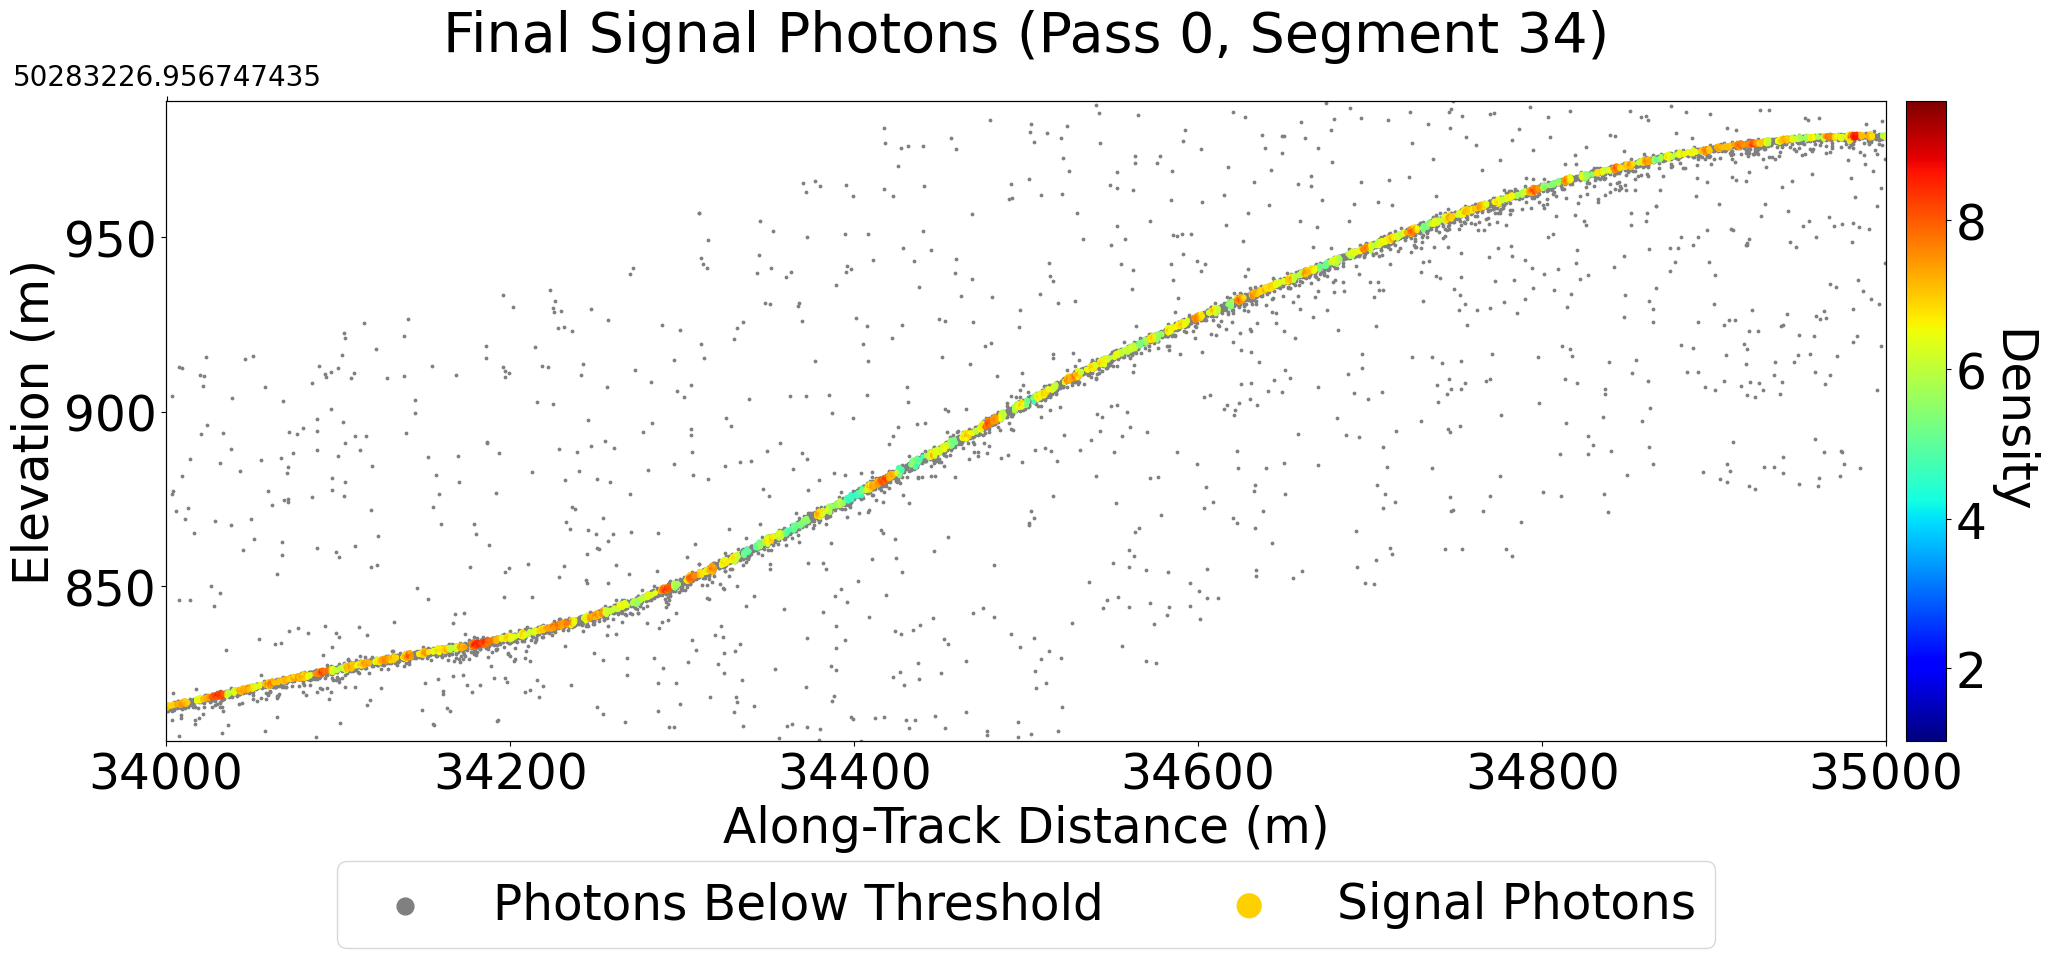 Final Signal Photons (Pass 0, Segment 34)
50283226.956747435
950
900
850
Elevation (m)
34000 34200 34400 34600 34800 35000
Along-Track Distance (m)
8
6
4
2
Density
Photons Below Threshold Signal Photons